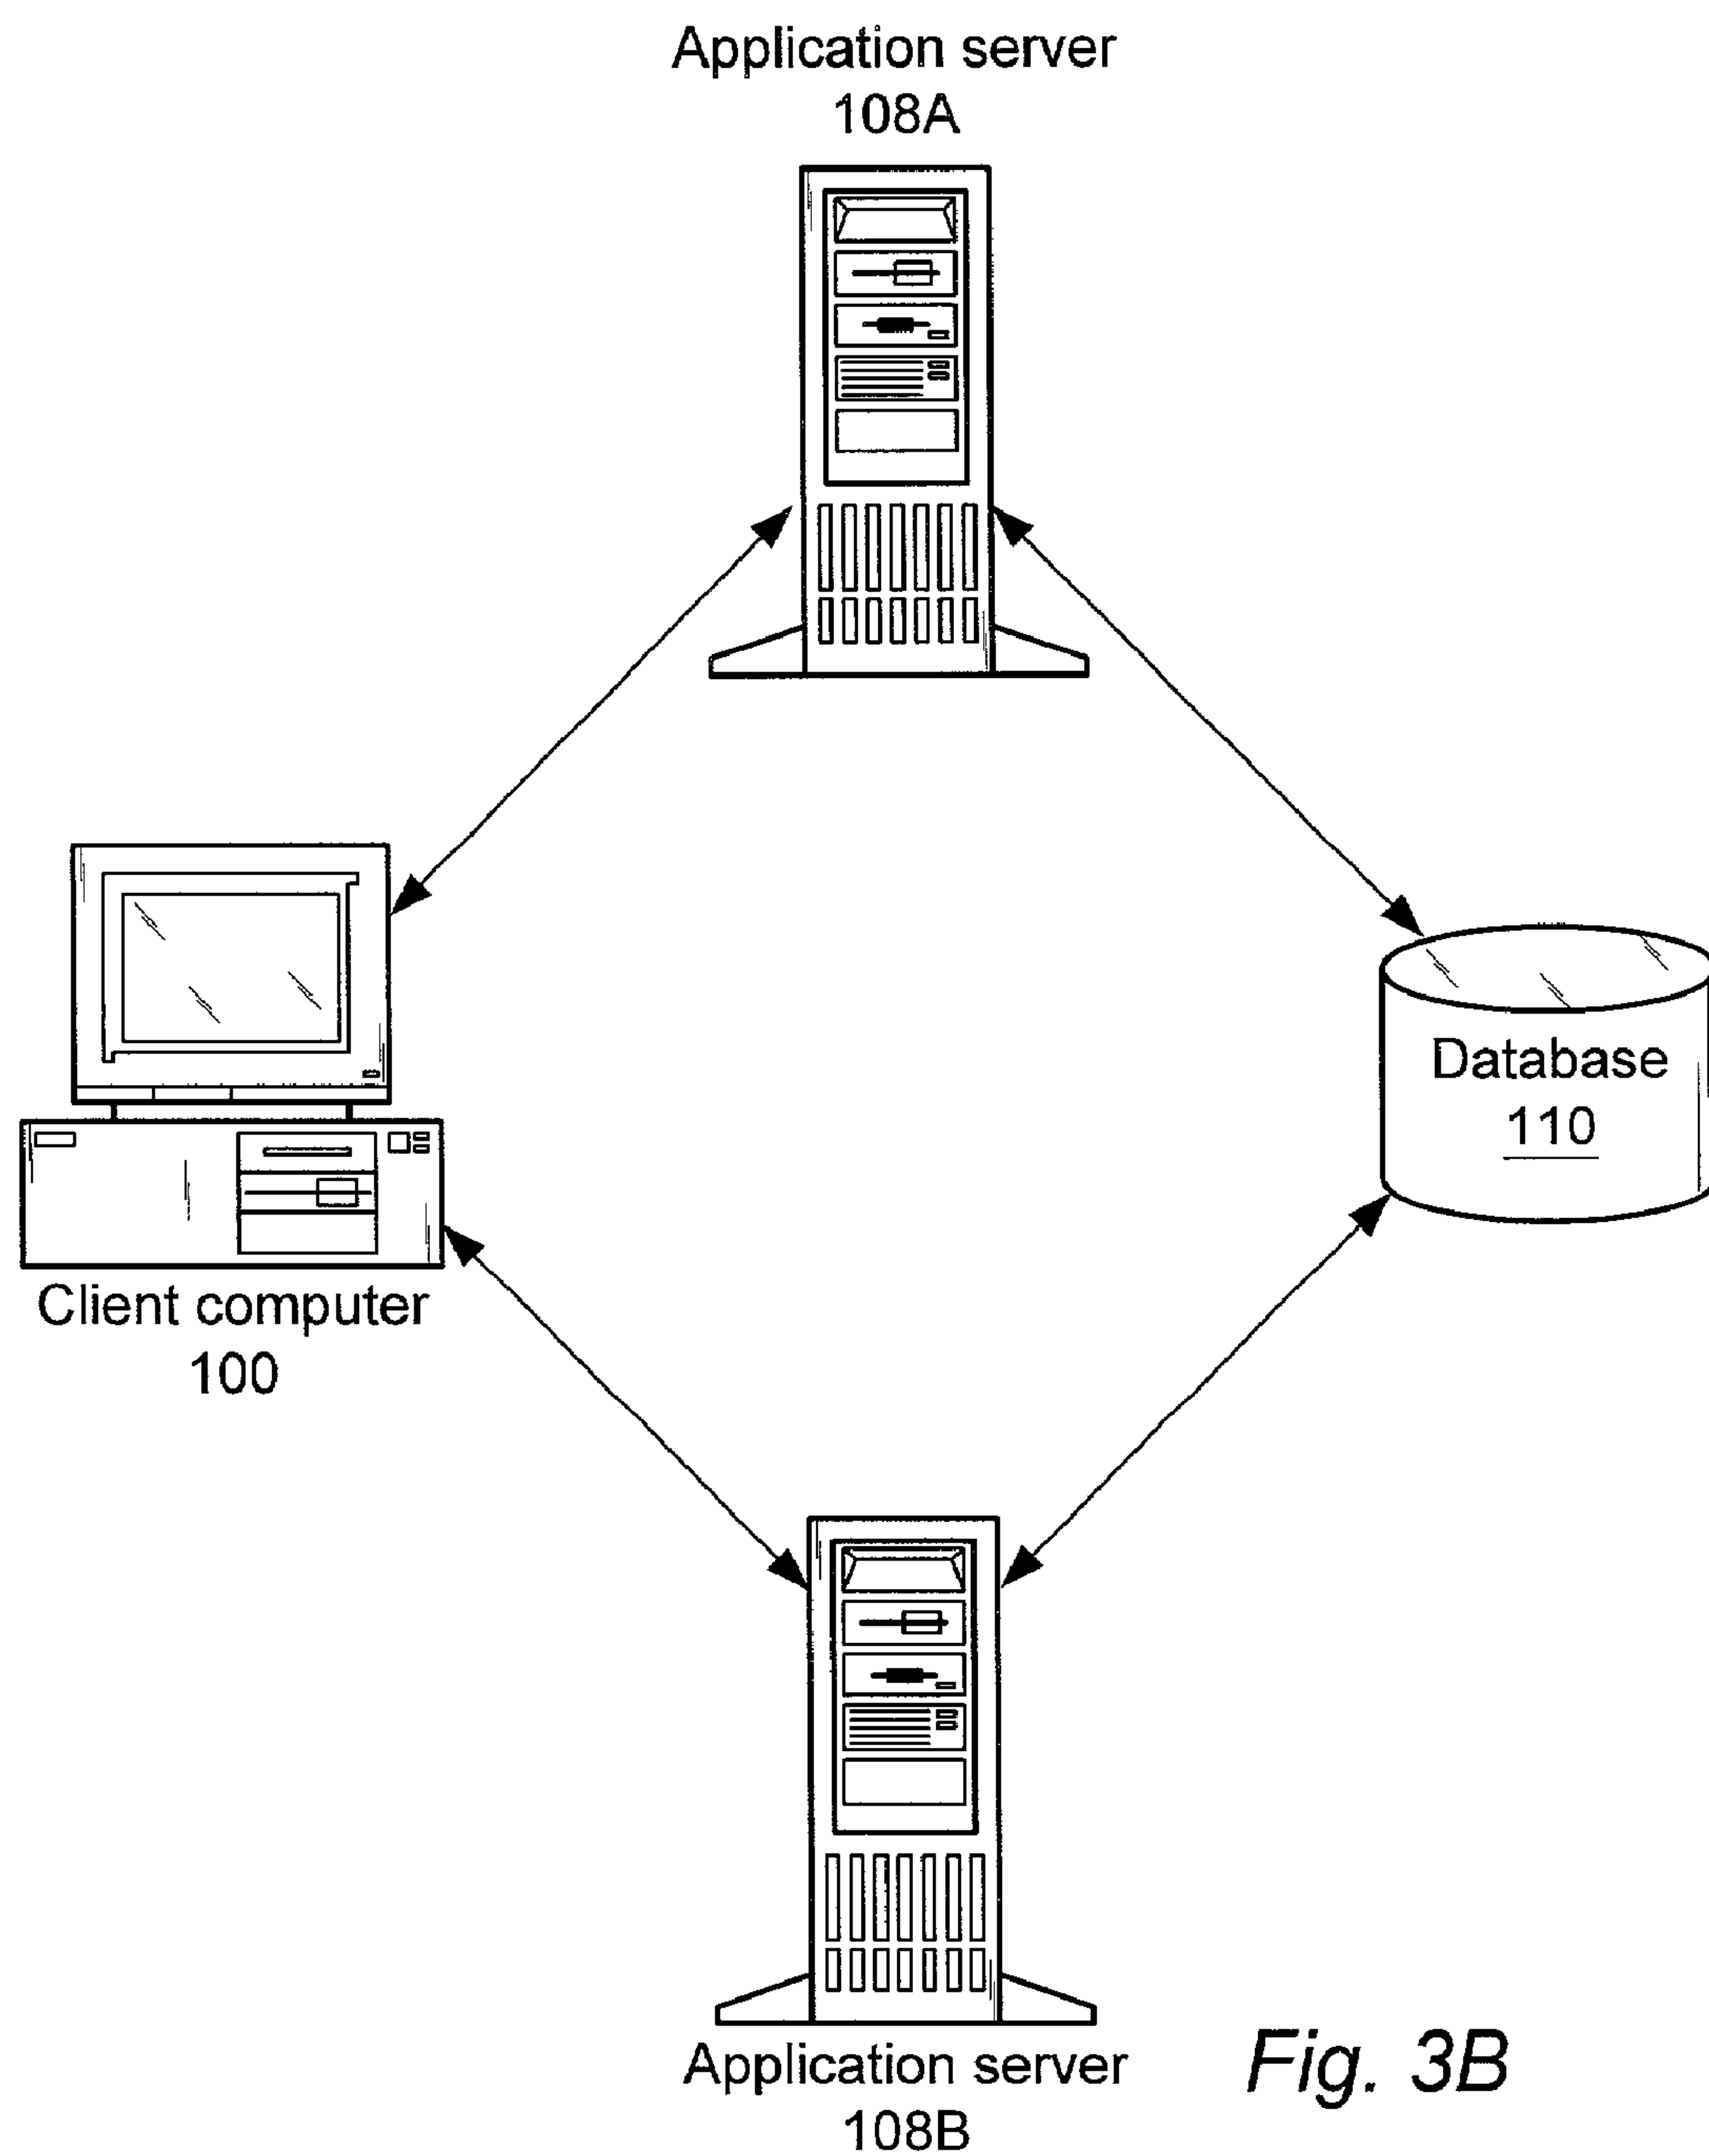 Application server
108A
Database
110
Client computer
100
Application server
108B
Fig. 3B